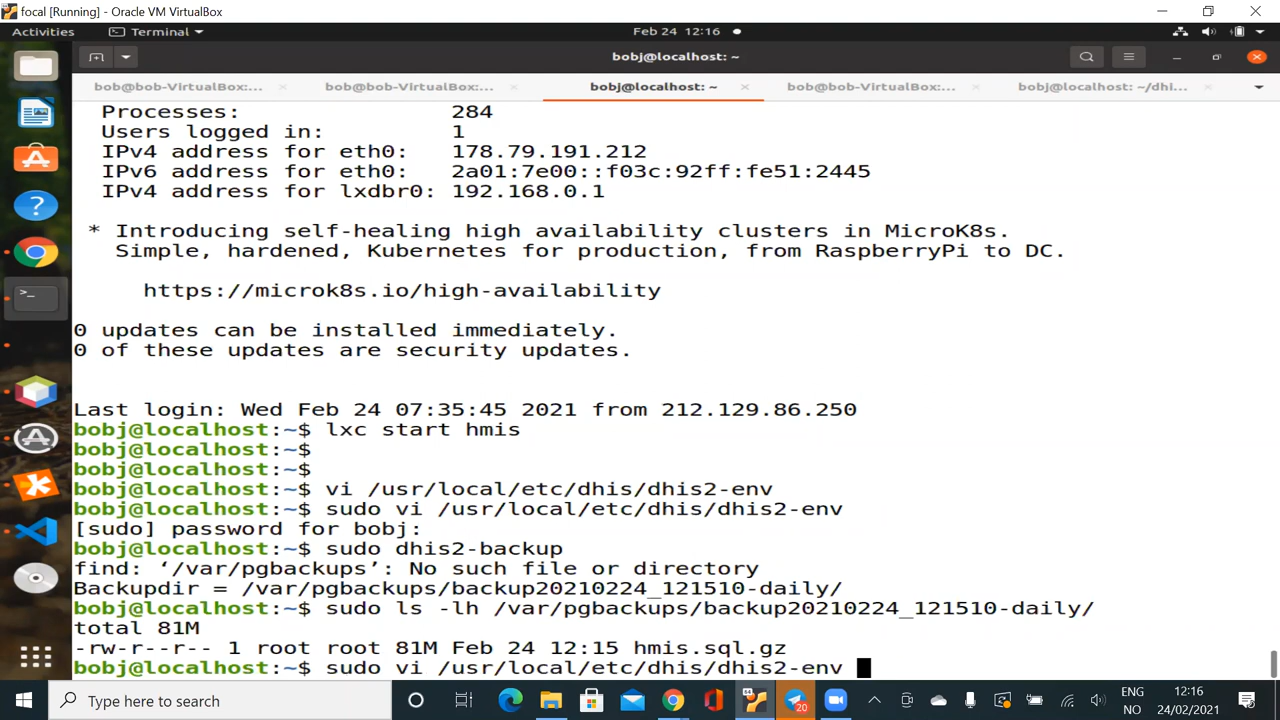 focal [Running] - Oracle VM VirtualBox
Activities
Terminal
Feb 24 12:16
bobj@localhost: ~
bob@bob-VirtualBox:...
bob@bob-VirtualBox:...
bobj@localhost: ~
bob@bob-VirtualBox:...
bobj@localhost: ~/dhi...
Processes: 284
Users logged in: 1
IPv4 address for eth0: 178.79.191.212
IPv6 address for eth0: 2a01:7e00::f03c:92ff:fe51:2445
IPv4 address for lxdbr0: 192.168.0.1
* Introducing self-healing high availability clusters in MicroK8s.
Simple, hardened, Kubernetes for production, from RaspberryPi to DC.
https://microk8s.io/high-availability
0 updates can be installed immediately.
0 of these updates are security updates.
Last login: Wed Feb 24 07:35:45 2021 from 212.129.86.250
bobj@localhost:~$ lxc start hmis
bobj@localhost:~$
bobj@localhost:~$
bobj@localhost:~$ vi /usr/local/etc/dhis/dhis2-env
bobj@localhost:~$ sudo vi /usr/local/etc/dhis/dhis2-env
[sudo] password for bobj:
bobj@localhost:~$ sudo dhis2-backup
find: ‘/var/pgbackups’: No such file or directory
Backupdir = /var/pgbackups/backup20210224_121510-daily/
bobj@localhost:~$ sudo ls -lh /var/pgbackups/backup20210224_121510-daily/
total 81M
-rw-r--r-- 1 root root 81M Feb 24 12:15 hmis.sql.gz
bobj@localhost:~$ sudo vi /usr/local/etc/dhis/dhis2-env
Type here to search
20
ENG
NO
12:16
24/02/2021